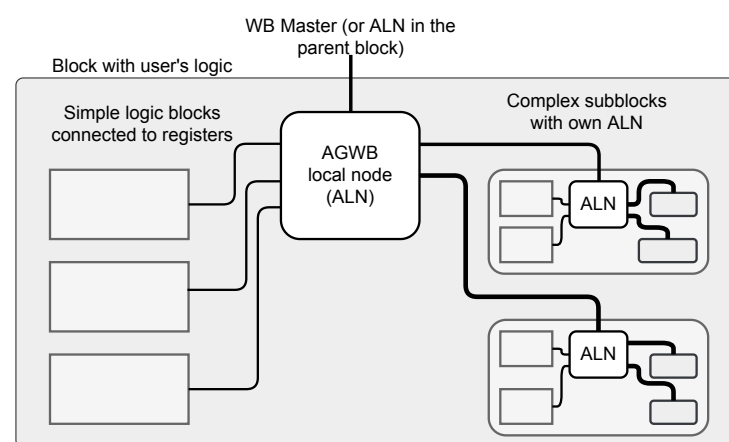 WB Master (or ALN in the
parent block)
Block with user's logic
Simple logic blocks
connected to registers
Complex subblocks
with own ALN
AGWB
local node
(ALN)
ALN
ALN